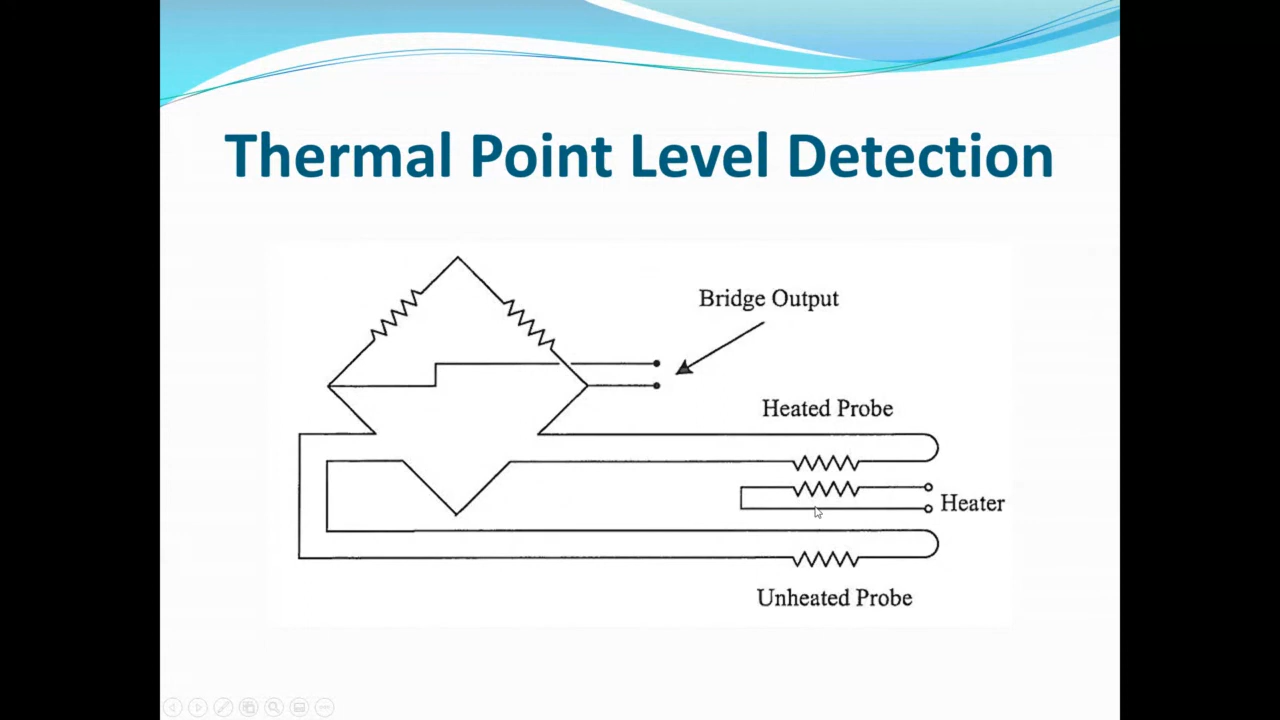 Thermal Point Level Detection
Bridge Output
Heated Probe
Heater
Unheated Probe